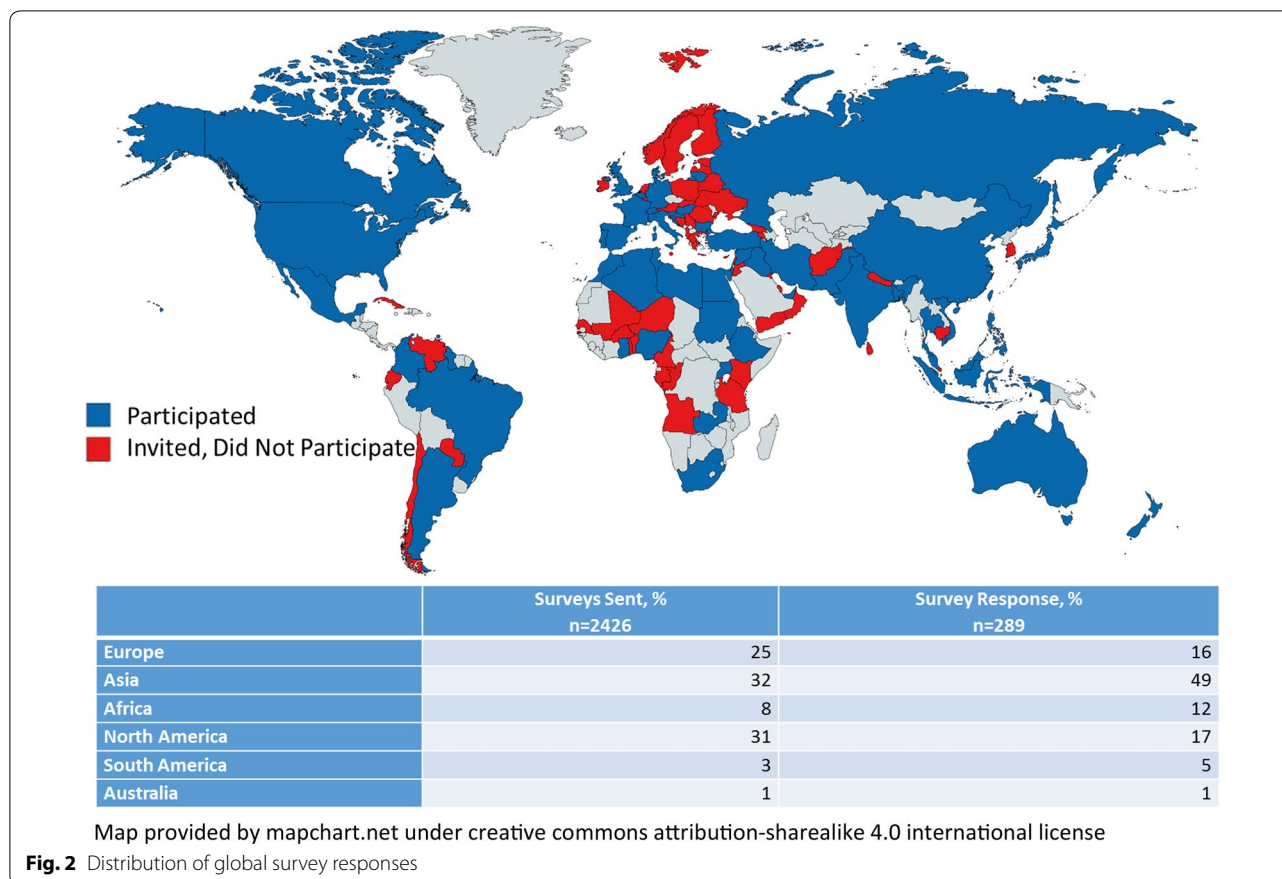 Participated
Invited, Did Not Participate
Surveys Sent, % Survey Response, %
n=2426 n=289
Europe 25 16
Asia 32 49
Africa 8 12
North America 31 17
South America 3 5
Australia 1 1
Map provided by mapchart.net under creative commons attribution-sharealike 4.0 international license
Fig. 2 Distribution of global survey responses